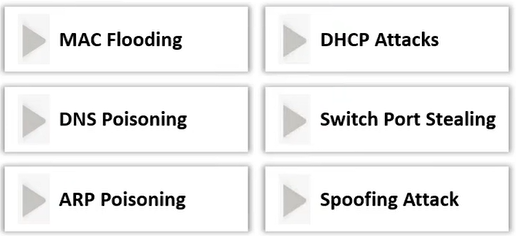 MAC Flooding
DHCP Attacks
DNS Poisoning
Switch Port Stealing
ARP Poisoning
Spoofing Attack